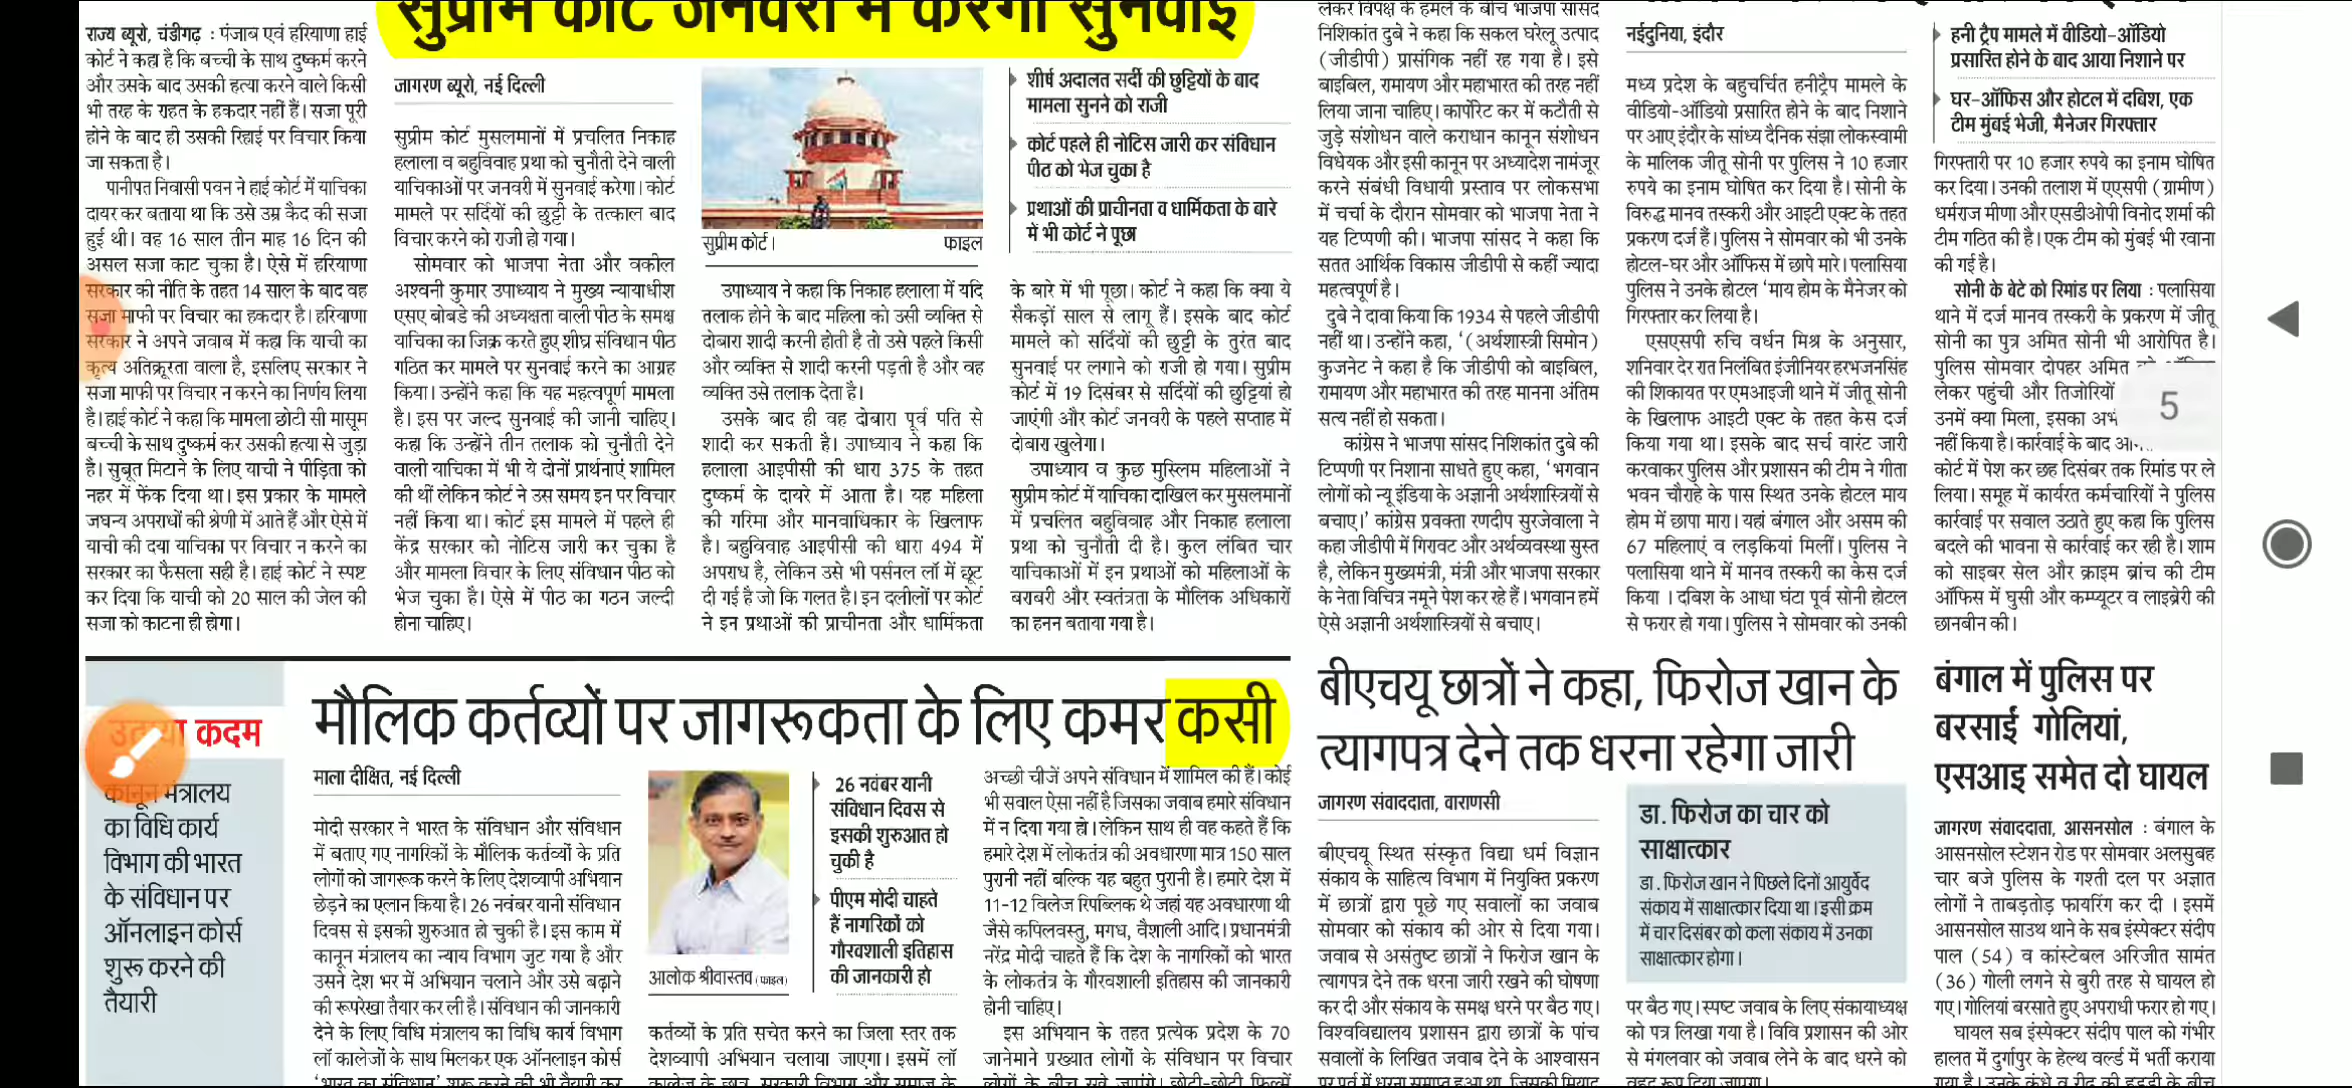 राज्य ब्यूरो, चंडीगढ़ : पंजाब एवं हरियाणा हाई
कोर्ट ने कहा है कि बच्ची के साथ दुष्कर्म करने
और उसके बाद उसकी हत्या करने वाले किसी
भी तरह के राहत के हकदार नहीं हैं। सजा पूरी
होने के बाद ही उसकी रिहाई पर विचार किया
जा सकता है।
पानीपत निवासी पवन ने हाई कोर्ट में याचिका
दायर कर बताया था कि उसे उम्र कैद की सजा
हुई थी। वह 16 साल तीन माह 16 दिन की
असल सजा काट चुका है। ऐसे में हरियाणा
सरकार की नीति के तहत 14 साल के बाद वह
सजा माफी पर विचार का हकदार है। हरियाणा
सरकार ने अपने जवाब में कहा कि याची का
कृत्य अतिक्रूरता वाला है, इसलिए सरकार ने
सजा माफी पर विचार न करने का निर्णय लिया
है। हाई कोर्ट ने कहा कि मामला छोटी सी मासूम
बच्ची के साथ दुष्कर्म कर उसकी हत्या से जुड़ा
है। सुबूत मिटाने के लिए याची ने पीड़िता को
नहर में फेंक दिया था। इस प्रकार के मामले
जघन्य अपराधों की श्रेणी में आते हैं और ऐसे में
याची की दया याचिका पर विचार न करने का
सरकार का फैसला सही है। हाई कोर्ट ने स्पष्ट
कर दिया कि याची को 20 साल की जेल की
सजा को काटना ही होगा।
सुप्रीम कोर्ट जनवरी में करेगा सुनवाई
जागरण ब्यूरो, नई दिल्ली
सुप्रीम कोर्ट मुसलमानों में प्रचलित निकाह
हलाला व बहुविवाह प्रथा को चुनौती देने वाली
याचिकाओं पर जनवरी में सुनवाई करेगा। कोर्ट
मामले पर सर्दियों की छुट्टी के तत्काल बाद
विचार करने को राजी हो गया।
सोमवार को भाजपा नेता और वकील
अश्वनी कुमार उपाध्याय ने मुख्य न्यायाधीश
एसए बोबडे की अध्यक्षता वाली पीठ के समक्ष
याचिका का जिक्र करते हुए शीघ्र संविधान पीठ
गठित कर मामले पर सुनवाई करने का आग्रह
किया। उन्होंने कहा कि यह महत्वपूर्ण मामला
है। इस पर जल्द सुनवाई की जानी चाहिए।
कहा कि उन्होंने तीन तलाक को चुनौती देने
वाली याचिका में भी ये दोनों प्रार्थनाएं शामिल
की थीं लेकिन कोर्ट ने उस समय इन पर विचार
नहीं किया था। कोर्ट इस मामले में पहले ही
केंद्र सरकार को नोटिस जारी कर चुका है
और मामला विचार के लिए संविधान पीठ को
भेज चुका है। ऐसे में पीठ का गठन जल्दी
होना चाहिए।
सुप्रीम कोर्ट। फाइल
उपाध्याय ने कहा कि निकाह हलाला में यदि
तलाक होने के बाद महिला को उसी व्यक्ति से
दोबारा शादी करनी होती है तो उसे पहले किसी
और व्यक्ति से शादी करनी पड़ती है और वह
व्यक्ति उसे तलाक देता है।
उसके बाद ही वह दोबारा पूर्व पति से
शादी कर सकती है। उपाध्याय ने कहा कि
हलाला आइपीसी की धारा 375 के तहत
दुष्कर्म के दायरे में आता है। यह महिला
की गरिमा और मानवाधिकार के खिलाफ
है। बहुविवाह आइपीसी की धारा 494 में
अपराध है, लेकिन उसे भी पर्सनल लॉ में छूट
दी गई है जो कि गलत है। इन दलीलों पर कोर्ट
ने इन प्रथाओं की प्राचीनता और धार्मिकता
शीर्ष अदालत सर्दी की छुट्टियों के बाद
मामला सुनने को राजी
कोर्ट पहले ही नोटिस जारी कर संविधान
पीठ को भेज चुका है
प्रथाओं की प्राचीनता व धार्मिकता के बारे
में भी कोर्ट ने पूछा
के बारे में भी पूछा। कोर्ट ने कहा कि क्या ये
सैकड़ों साल से लागू हैं। इसके बाद कोर्ट
मामले को सर्दियों की छुट्टी के तुरंत बाद
सुनवाई पर लगाने को राजी हो गया। सुप्रीम
कोर्ट में 19 दिसंबर से सर्दियों की छुट्टियां हो
जाएंगी और कोर्ट जनवरी के पहले सप्ताह में
दोबारा खुलेगा।
उपाध्याय व कुछ मुस्लिम महिलाओं ने
सुप्रीम कोर्ट में याचिका दाखिल कर मुसलमानों
में प्रचलित बहुविवाह और निकाह हलाला
प्रथा को चुनौती दी है। कुल लंबित चार
याचिकाओं में इन प्रथाओं को महिलाओं के
बराबरी और स्वतंत्रता के मौलिक अधिकारों
का हनन बताया गया है।
लेकर विपक्ष के हमले के बीच भाजपा सांसद
निशिकांत दुबे ने कहा कि सकल घरेलू उत्पाद
(जीडीपी) प्रासंगिक नहीं रह गया है। इसे
बाइबिल, रामायण और महाभारत की तरह नहीं
लिया जाना चाहिए। कार्पोरेट कर में कटौती से
जुड़े संशोधन वाले कराधान कानून संशोधन
विधेयक और इसी कानून पर अध्यादेश नामंजूर
करने संबंधी विधायी प्रस्ताव पर लोकसभा
में चर्चा के दौरान सोमवार को भाजपा नेता ने
यह टिप्पणी की। भाजपा सांसद ने कहा कि
सतत आर्थिक विकास जीडीपी से कहीं ज्यादा
महत्वपूर्ण है।
दुबे ने दावा किया कि 1934 से पहले जीडीपी
नहीं था। उन्होंने कहा, ‘(अर्थशास्त्री सिमोन)
कुजनेट ने कहा है कि जीडीपी को बाइबिल,
रामायण और महाभारत की तरह मानना अंतिम
सत्य नहीं हो सकता।
कांग्रेस ने भाजपा सांसद निशिकांत दुबे की
टिप्पणी पर निशाना साधते हुए कहा, ‘भगवान
लोगों को न्यू इंडिया के अज्ञानी अर्थशास्त्रियों से
बचाए।’ कांग्रेस प्रवक्ता रणदीप सुरजेवाला ने
कहा जीडीपी में गिरावट और अर्थव्यवस्था सुस्त
है, लेकिन मुख्यमंत्री, मंत्री और भाजपा सरकार
के नेता विचित्र नमूने पेश कर रहे हैं। भगवान हमें
ऐसे अज्ञानी अर्थशास्त्रियों से बचाए।
नईदुनिया, इंदौर
मध्य प्रदेश के बहुचर्चित हनीट्रैप मामले के
वीडियो-ऑडियो प्रसारित होने के बाद निशाने
पर आए इंदौर के सांध्य दैनिक संझा लोकस्वामी
के मालिक जीतू सोनी पर पुलिस ने 10 हजार
रुपये का इनाम घोषित कर दिया है। सोनी के
विरुद्ध मानव तस्करी और आइटी एक्ट के तहत
प्रकरण दर्ज हैं। पुलिस ने सोमवार को भी उनके
होटल-घर और ऑफिस में छापे मारे। पलासिया
पुलिस ने उनके होटल ‘माय होम के मैनेजर को
गिरफ्तार कर लिया है।
एसएसपी रुचि वर्धन मिश्र के अनुसार,
शनिवार देर रात निलंबित इंजीनियर हरभजनसिंह
की शिकायत पर एमआइजी थाने में जीतू सोनी
के खिलाफ आइटी एक्ट के तहत केस दर्ज
किया गया था। इसके बाद सर्च वारंट जारी
करवाकर पुलिस और प्रशासन की टीम ने गीता
भवन चौराहे के पास स्थित उनके होटल माय
होम में छापा मारा। यहां बंगाल और असम की
67 महिलाएं व लड़कियां मिलीं। पुलिस ने
पलासिया थाने में मानव तस्करी का केस दर्ज
किया । दबिश के आधा घंटा पूर्व सोनी होटल
से फरार हो गया। पुलिस ने सोमवार को उनकी
हनी ट्रैप मामले में वीडियो-ऑडियो
प्रसारित होने के बाद आया निशाने पर
घर-ऑफिस और होटल में दबिश, एक
टीम मुंबई भेजी, मैनेजर गिरफ्तार
गिरफ्तारी पर 10 हजार रुपये का इनाम घोषित
कर दिया। उनकी तलाश में एएसपी (ग्रामीण)
धर्मराज मीणा और एसडीओपी विनोद शर्मा की
टीम गठित की है। एक टीम को मुंबई भी रवाना
की गई है।
सोनी के बेटे को रिमांड पर लिया : पलासिया
थाने में दर्ज मानव तस्करी के प्रकरण में जीतू
सोनी का पुत्र अमित सोनी भी आरोपित है।
पुलिस सोमवार दोपहर अमित
लेकर पहुंची और तिजोरियों
उनमें क्या मिला, इसका
नहीं किया है। कार्रवाई के बाद
कोर्ट में पेश कर छह दिसंबर तक रिमांड पर ले
लिया। समूह में कार्यरत कर्मचारियों ने पुलिस
कार्रवाई पर सवाल उठाते हुए कहा कि पुलिस
बदले की भावना से कार्रवाई कर रही है। शाम
को साइबर सेल और क्राइम ब्रांच की टीम
ऑफिस में घुसी और कम्प्यूटर व लाइब्रेरी की
छानबीन की।
5
कदम
कानून मंत्रालय
का विधि कार्य
विभाग की भारत
के संविधान पर
ऑनलाइन कोर्स
शुरू करने की
तैयारी
मौलिक कर्तव्यों पर जागरूकता के लिए कमर कसी
माला दीक्षित, नई दिल्ली
मोदी सरकार ने भारत के संविधान और संविधान
में बताए गए नागरिकों के मौलिक कर्तव्यों के प्रति
लोगों को जागरूक करने के लिए देशव्यापी अभियान
छेड़ने का एलान किया है। 26 नवंबर यानी संविधान
दिवस से इसकी शुरुआत हो चुकी है। इस काम में
कानून मंत्रालय का न्याय विभाग जुट गया है और
उसने देश भर में अभियान चलाने और उसे बढ़ाने
की रूपरेखा तैयार कर ली है। संविधान की जानकारी
देने के लिए विधि मंत्रालय का विधि कार्य विभाग
लॉ कालेजों के साथ मिलकर एक ऑनलाइन कोर्स
‘भारत का संविधान’ शुरू करने की भी तैयारी कर
आलोक श्रीवास्तव (फाइल)
कर्तव्यों के प्रति सचेत करने का जिला स्तर तक
देशव्यापी अभियान चलाया जाएगा। इसमें लॉ
कालेज के छात्र, सरकारी विभाग और समाज के
26 नवंबर यानी
संविधान दिवस से
इसकी शुरुआत हो
चुकी है
पीएम मोदी चाहते
हैं नागरिकों को
गौरवशाली इतिहास
की जानकारी हो
अच्छी चीजें अपने संविधान में शामिल की हैं। कोई
भी सवाल ऐसा नहीं है जिसका जवाब हमारे संविधान
में न दिया गया हो। लेकिन साथ ही वह कहते हैं कि
हमारे देश में लोकतंत्र की अवधारणा मात्र 150 साल
पुरानी नहीं बल्कि यह बहुत पुरानी है। हमारे देश में
11-12 विलेज रिपब्लिक थे जहां यह अवधारणा थी
जैसे कपिलवस्तु, मगध, वैशाली आदि। प्रधानमंत्री
नरेंद्र मोदी चाहते हैं कि देश के नागरिकों को भारत
के लोकतंत्र के गौरवशाली इतिहास की जानकारी
होनी चाहिए।
इस अभियान के तहत प्रत्येक प्रदेश के 70
जानेमाने प्रख्यात लोगों के संविधान पर विचार
लोगों के बीच रखे जाएंगे। छोटी-छोटी फिल्में
बीएचयू छात्रों ने कहा, फिरोज खान के
त्यागपत्र देने तक धरना रहेगा जारी
जागरण संवाददाता, वाराणसी
बीएचयू स्थित संस्कृत विद्या धर्म विज्ञान
संकाय के साहित्य विभाग में नियुक्ति प्रकरण
में छात्रों द्वारा पूछे गए सवालों का जवाब
सोमवार को संकाय की ओर से दिया गया।
जवाब से असंतुष्ट छात्रों ने फिरोज खान के
त्यागपत्र देने तक धरना जारी रखने की घोषणा
कर दी और संकाय के समक्ष धरने पर बैठ गए।
विश्वविद्यालय प्रशासन द्वारा छात्रों के पांच
सवालों के लिखित जवाब देने के आश्वासन
पर पूर्व में धरना समाप्त हुआ था, जिसकी मियाद
डा. फिरोज का चार को
साक्षात्कार
डा. फिरोज खान ने पिछले दिनों आयुर्वेद
संकाय में साक्षात्कार दिया था। इसी क्रम
में चार दिसंबर को कला संकाय में उनका
साक्षात्कार होगा।
पर बैठ गए। स्पष्ट जवाब के लिए संकायाध्यक्ष
को पत्र लिखा गया है। विवि प्रशासन की ओर
से मंगलवार को जवाब लेने के बाद धरने को
वृहद रूप दिया जाएगा।
बंगाल में पुलिस पर
बरसाईं गोलियां,
एसआइ समेत दो घायल
जागरण संवाददाता, आसनसोल : बंगाल के
आसनसोल स्टेशन रोड पर सोमवार अलसुबह
चार बजे पुलिस के गश्ती दल पर अज्ञात
लोगों ने ताबड़तोड़ फायरिंग कर दी । इसमें
आसनसोल साउथ थाने के सब इंस्पेक्टर संदीप
पाल (54) व कांस्टेबल अरिजीत सामंत
(36) गोली लगने से बुरी तरह से घायल हो
गए। गोलियां बरसाते हुए अपराधी फरार हो गए।
घायल सब इंस्पेक्टर संदीप पाल को गंभीर
हालत में दुर्गापुर के हेल्थ वर्ल्ड में भर्ती कराया
गया है। उनके कंधे व रीढ़ की हड्डी के बीच